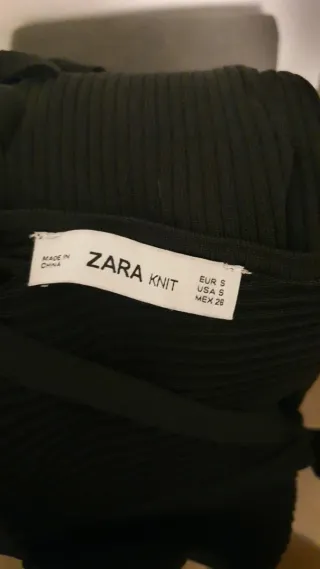 MADE IN
CHINA
ZARA KNIT
EUR S
USA S
MEX 26